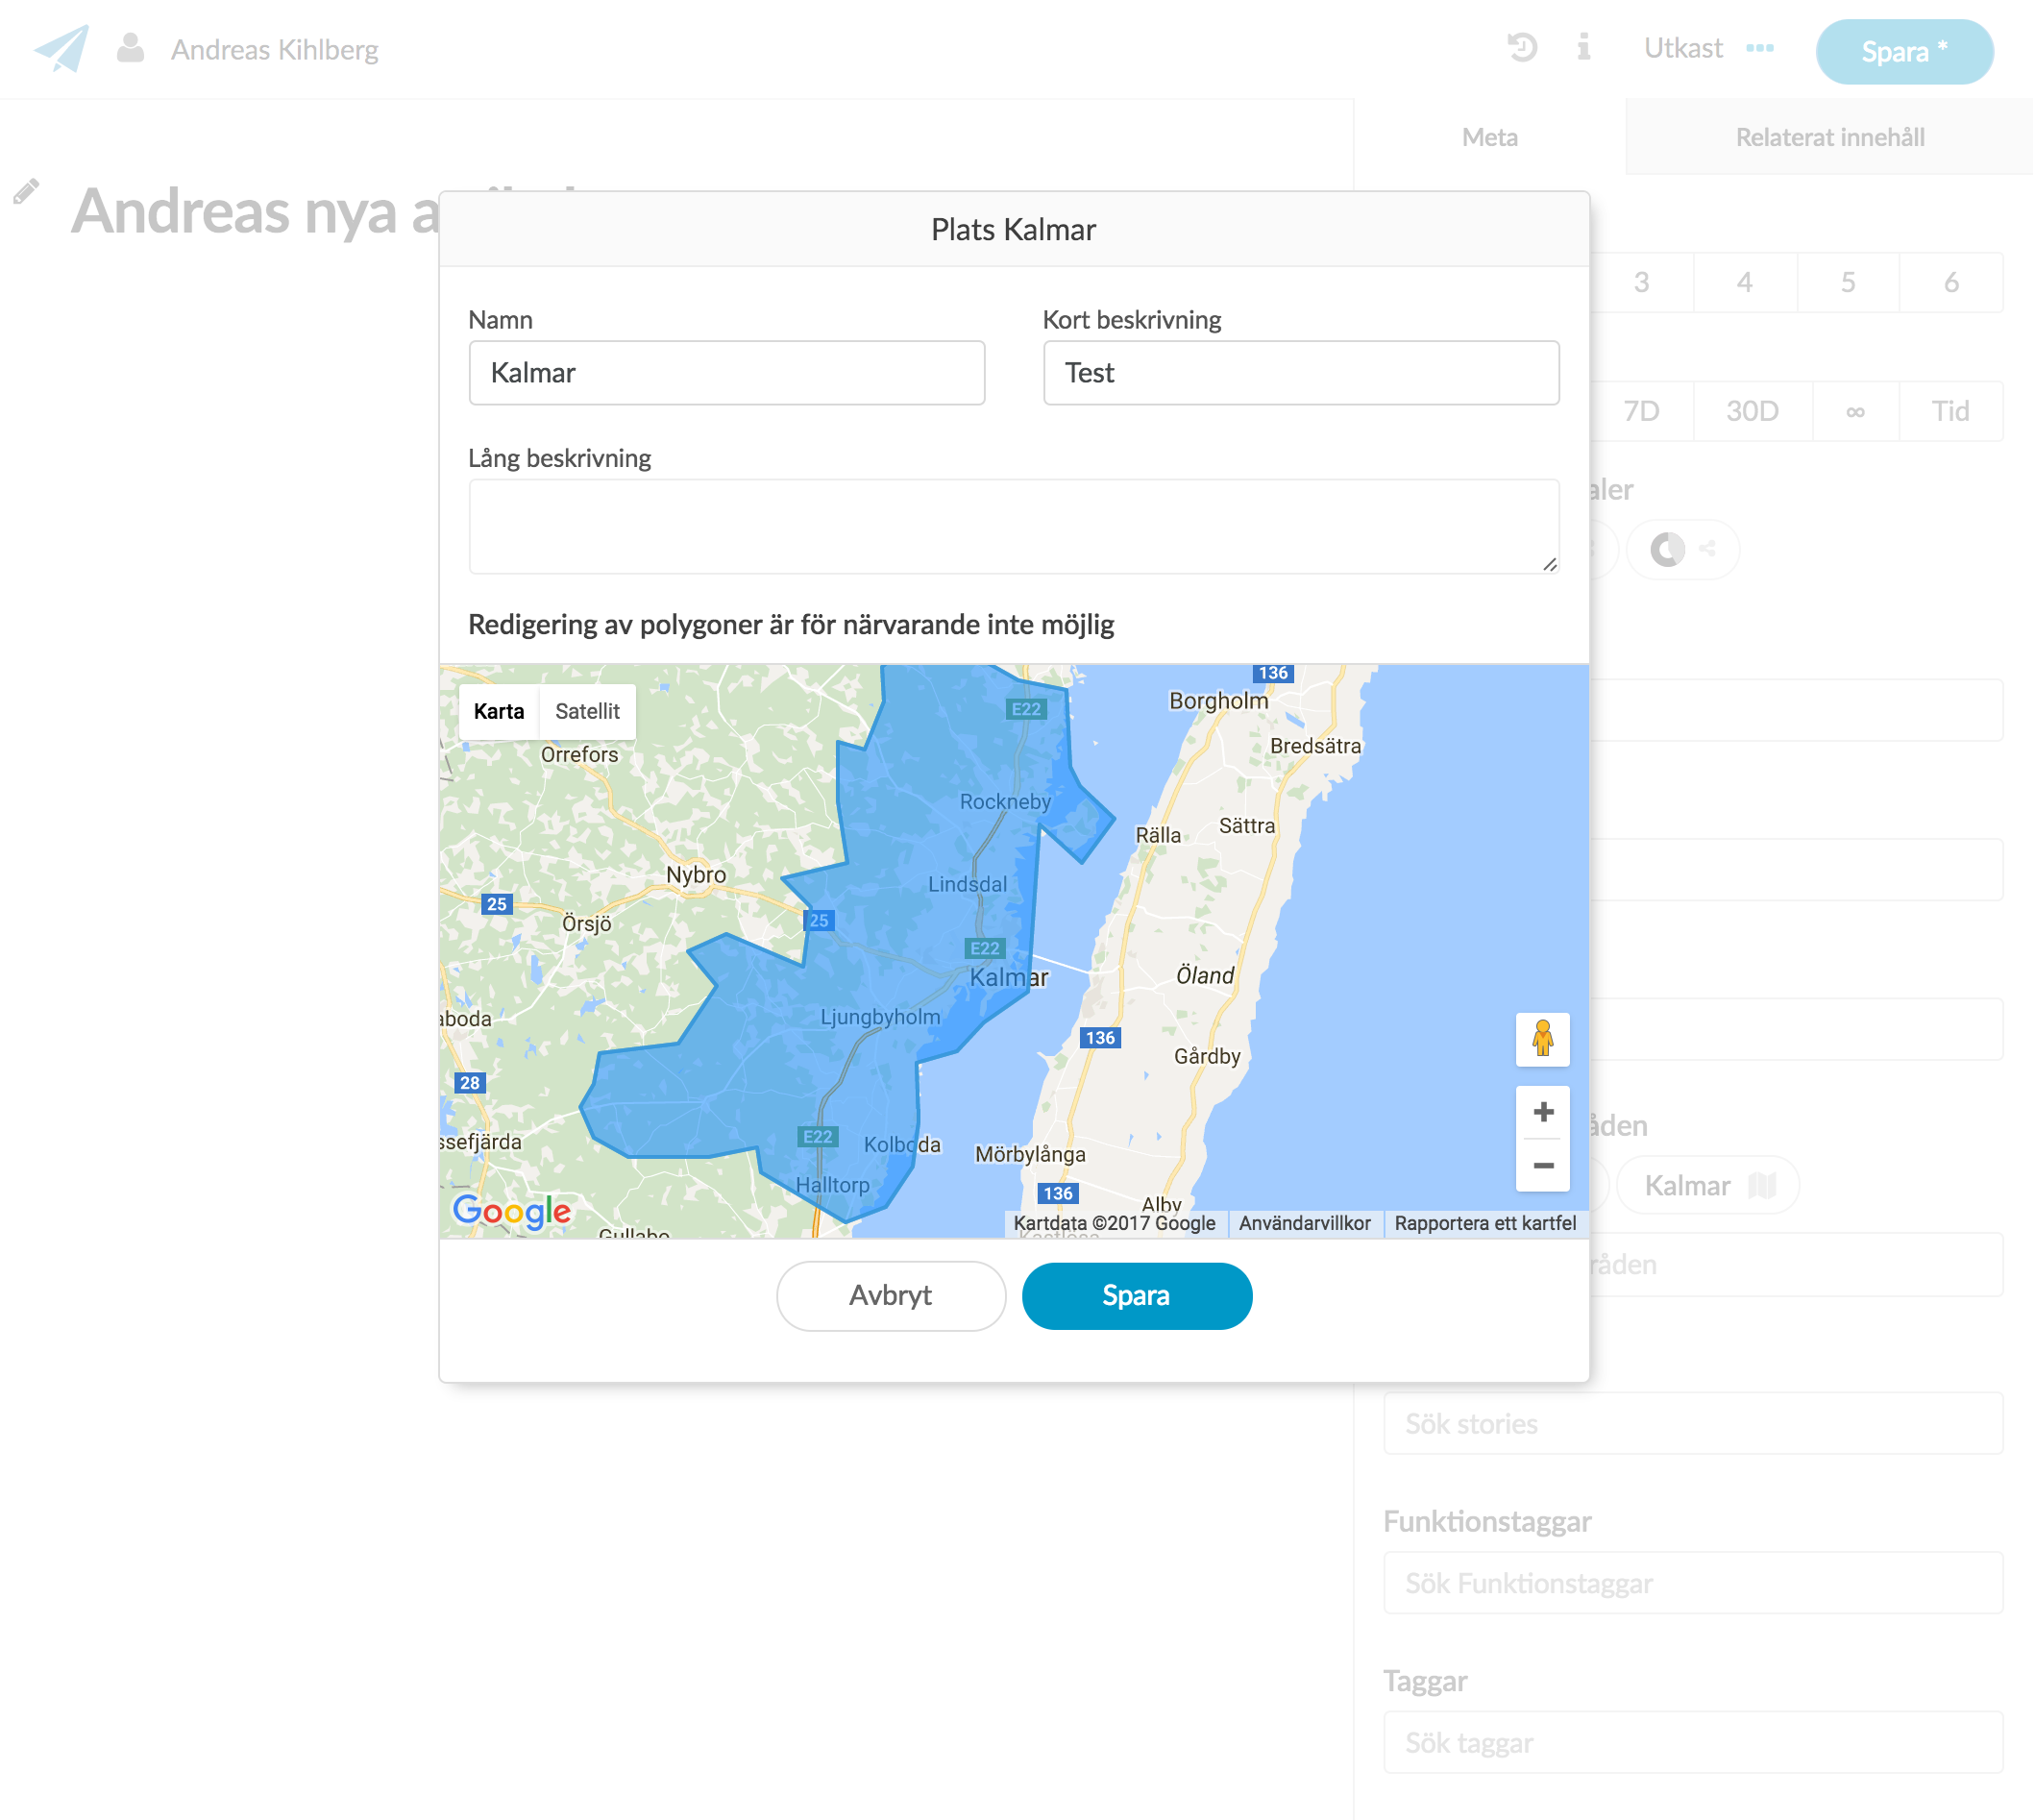 Andreas Kihlberg
Utkast
Spara *
Meta
Relaterat innehåll
Andreas nya a
Plats Kalmar
Namn
Kort beskrivning
Kalmar
Test
Lång beskrivning
Redigering av polygoner är för närvarande inte möjlig
3 4 5 6
7D 30D ∞ Tid
aler
Karta Satellit
136
Borgholm
E22
Bredsätra
Orrefors
Rockneby
Sättra
Rälla
Nybro
Lindsdal
25
25
Örsjö
E22
Kalmar
Öland
Ljungbyholm
aboda
136
Gårdby
28
ssefjärda
E22
Kolboda
Mörbylånga
Halltorp
136
Alby
Google
Gullabo
Kastlösa
Kartdata ©2017 Google
Användarvillkor
Rapportera ett kartfel
åden
Kalmar
råden
Avbryt
Spara
Sök stories
Funktionstaggar
Sök Funktionstaggar
Taggar
Sök taggar